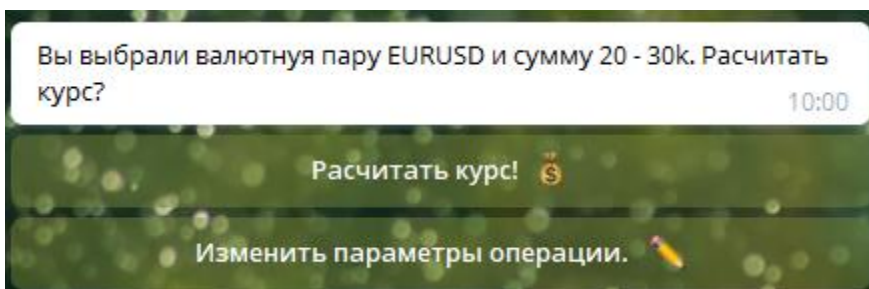 Вы выбрали валютнуя пару EURUSD и сумму 20 - 30k. Расчитать
курс?
10:00
Расчитать курс! 💰
Изменить параметры операции. ✏️